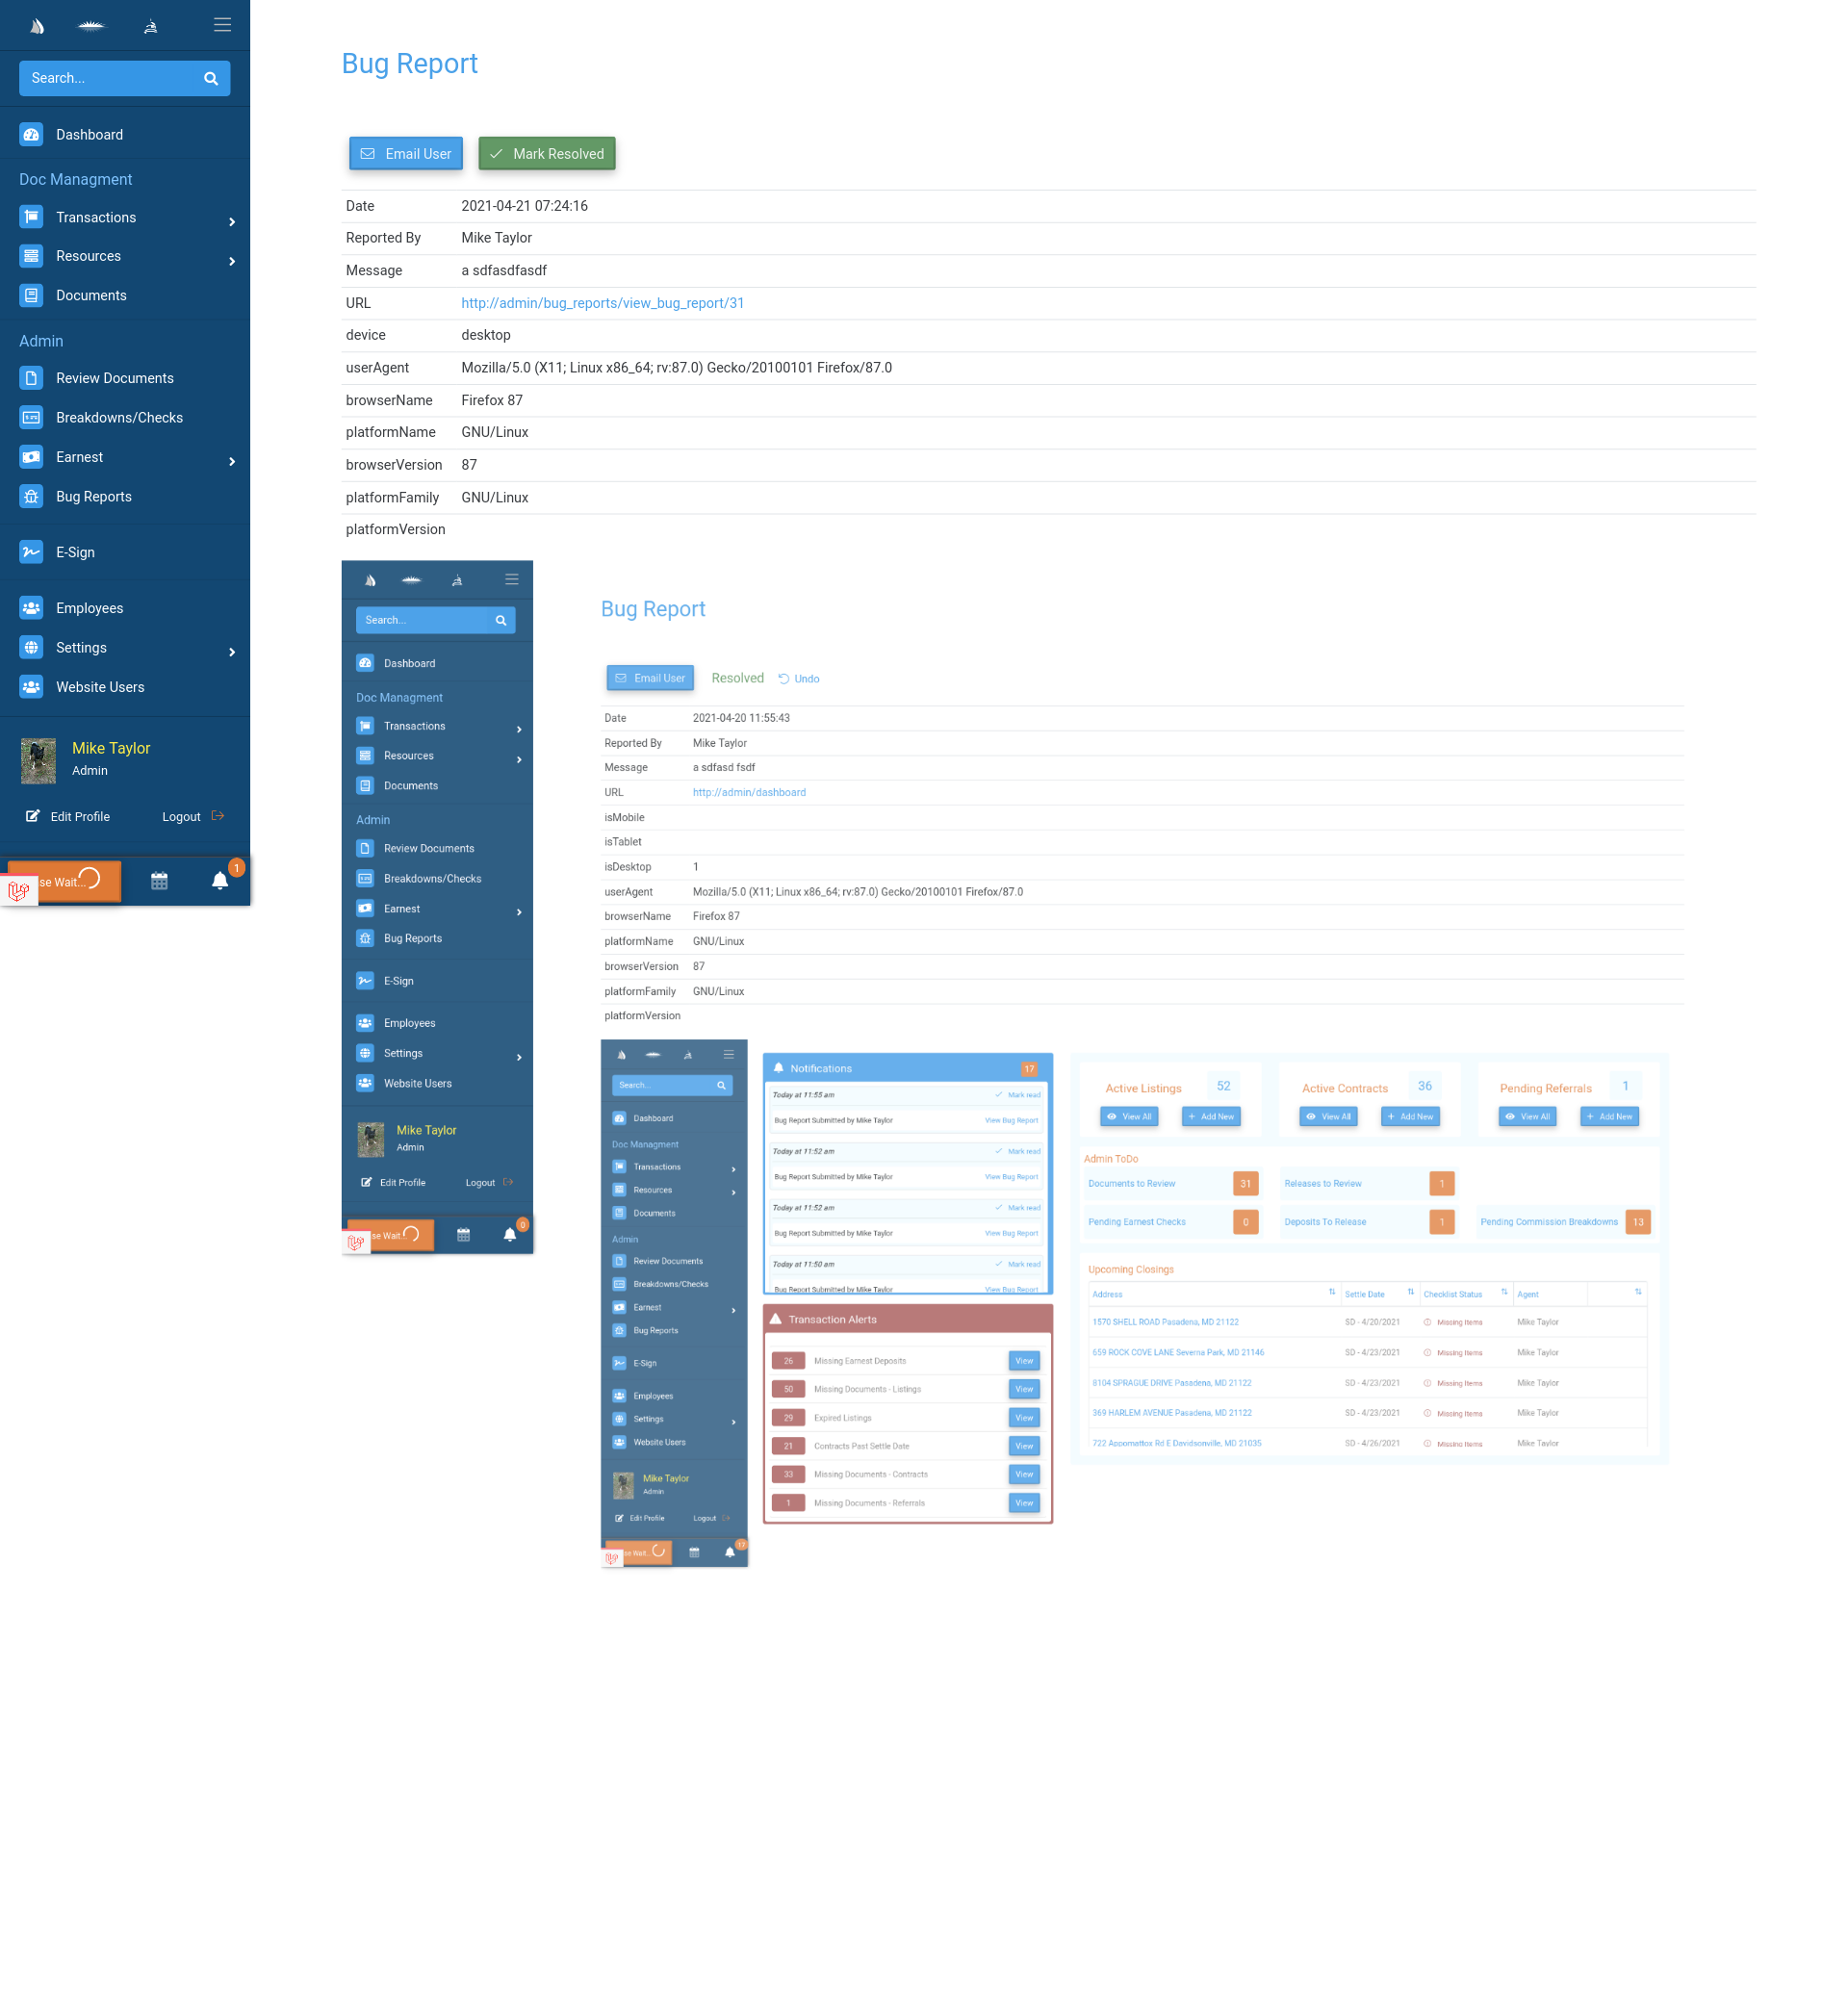 Search...
Dashboard
Doc Managment
Transactions
Resources
Documents
Admin
Review Documents
Breakdowns/Checks
Earnest
Bug Reports
E-Sign
Employees
Settings
Website Users
Mike Taylor
Admin
Edit Profile Logout
se Wait... 1
Bug Report
Email User Mark Resolved
Date 2021-04-21 07:24:16
Reported By Mike Taylor
Message a sdfasdfasdf
URL http://admin/bug_reports/view_bug_report/31
device desktop
userAgent Mozilla/5.0 (X11; Linux x86_64; rv:87.0) Gecko/20100101 Firefox/87.0
browserName Firefox 87
platformName GNU/Linux
browserVersion 87
platformFamily GNU/Linux
platformVersion
Search...
Dashboard
Doc Managment
Transactions
Resources
Documents
Admin
Review Documents
Breakdowns/Checks
Earnest
Bug Reports
E-Sign
Employees
Settings
Website Users
Mike Taylor
Admin
Edit Profile Logout
se Wait... 0
Bug Report
Email User Resolved Undo
Date 2021-04-20 11:55:43
Reported By Mike Taylor
Message a sdfasd fsdf
URL http://admin/dashboard
isMobile
isTablet
isDesktop 1
userAgent Mozilla/5.0 (X11; Linux x86_64; rv:87.0) Gecko/20100101 Firefox/87.0
browserName Firefox 87
platformName GNU/Linux
browserVersion 87
platformFamily GNU/Linux
platformVersion
Search...
Dashboard
Doc Managment
Transactions
Resources
Documents
Admin
Review Documents
Breakdowns/Checks
Earnest
Bug Reports
E-Sign
Employees
Settings
Website Users
Mike Taylor
Admin
Edit Profile Logout
se Wait... 17
Notifications 17
Today at 11:55 am Mark read
Bug Report Submitted by Mike Taylor View Bug Report
Today at 11:52 am Mark read
Bug Report Submitted by Mike Taylor View Bug Report
Today at 11:52 am Mark read
Bug Report Submitted by Mike Taylor View Bug Report
Today at 11:50 am Mark read
Bug Report Submitted by Mike Taylor View Bug Report
Transaction Alerts
26 Missing Earnest Deposits View
50 Missing Documents - Listings View
29 Expired Listings View
21 Contracts Past Settle Date View
33 Missing Documents - Contracts View
1 Missing Documents - Referrals View
Active Listings 52
View All Add New
Active Contracts 36
View All Add New
Pending Referrals 1
View All Add New
Admin ToDo
Documents to Review 31 Releases to Review 1
Pending Earnest Checks 0 Deposits To Release 1 Pending Commission Breakdowns 13
Upcoming Closings
Address Settle Date Checklist Status Agent
1570 SHELL ROAD Pasadena, MD 21122 SD - 4/20/2021 Missing Items Mike Taylor
659 ROCK COVE LANE Severna Park, MD 21146 SD - 4/23/2021 Missing Items Mike Taylor
8104 SPRAGUE DRIVE Pasadena, MD 21122 SD - 4/23/2021 Missing Items Mike Taylor
369 HARLEM AVENUE Pasadena, MD 21122 SD - 4/23/2021 Missing Items Mike Taylor
722 Appomattox Rd E Davidsonville, MD 21035 SD - 4/26/2021 Missing Items Mike Taylor